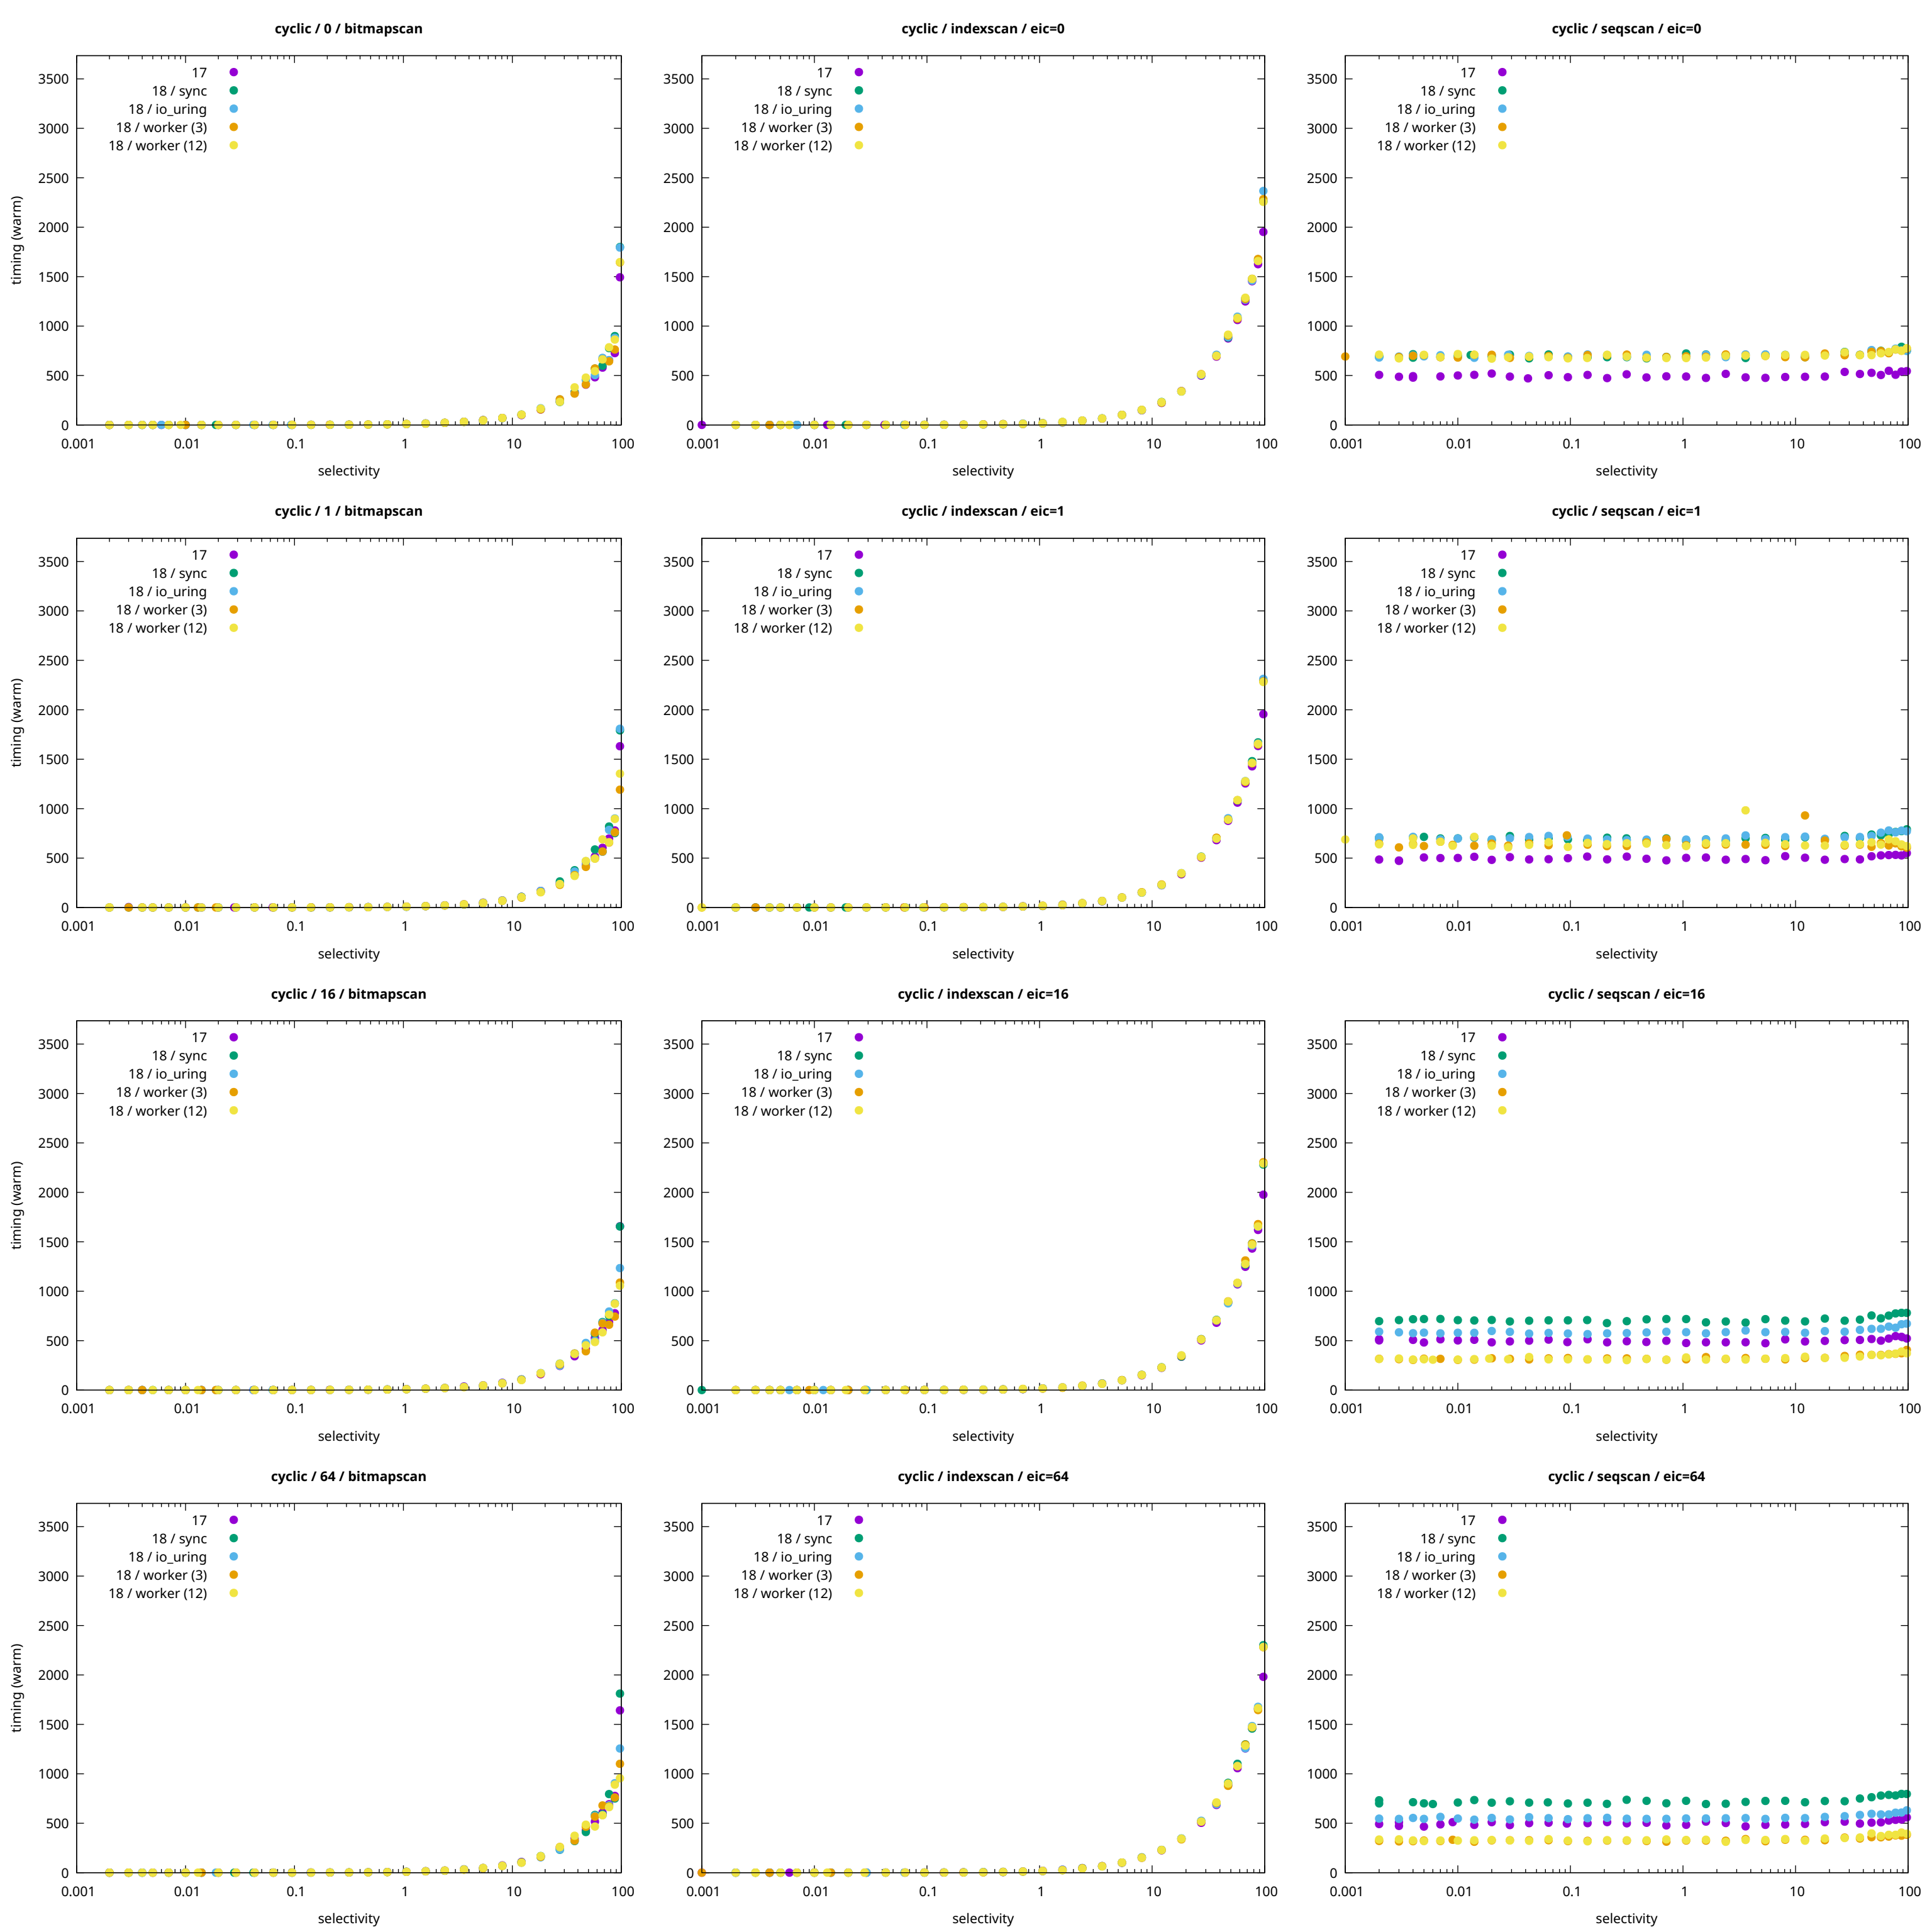 cyclic / 0 / bitmapscan
timing (warm)
3500
3000
2500
2000
1500
1000
500
0
17
18 / sync
18 / io_uring
18 / worker (3)
18 / worker (12)
0.001 0.01 0.1 1 10 100
selectivity
cyclic / indexscan / eic=0
3500
3000
2500
2000
1500
1000
500
0
17
18 / sync
18 / io_uring
18 / worker (3)
18 / worker (12)
0.001 0.01 0.1 1 10 100
selectivity
cyclic / seqscan / eic=0
3500
3000
2500
2000
1500
1000
500
0
17
18 / sync
18 / io_uring
18 / worker (3)
18 / worker (12)
0.001 0.01 0.1 1 10 100
selectivity
cyclic / 1 / bitmapscan
timing (warm)
3500
3000
2500
2000
1500
1000
500
0
17
18 / sync
18 / io_uring
18 / worker (3)
18 / worker (12)
0.001 0.01 0.1 1 10 100
selectivity
cyclic / indexscan / eic=1
3500
3000
2500
2000
1500
1000
500
0
17
18 / sync
18 / io_uring
18 / worker (3)
18 / worker (12)
0.001 0.01 0.1 1 10 100
selectivity
cyclic / seqscan / eic=1
3500
3000
2500
2000
1500
1000
500
0
17
18 / sync
18 / io_uring
18 / worker (3)
18 / worker (12)
0.001 0.01 0.1 1 10 100
selectivity
cyclic / 16 / bitmapscan
timing (warm)
3500
3000
2500
2000
1500
1000
500
0
17
18 / sync
18 / io_uring
18 / worker (3)
18 / worker (12)
0.001 0.01 0.1 1 10 100
selectivity
cyclic / indexscan / eic=16
3500
3000
2500
2000
1500
1000
500
0
17
18 / sync
18 / io_uring
18 / worker (3)
18 / worker (12)
0.001 0.01 0.1 1 10 100
selectivity
cyclic / seqscan / eic=16
3500
3000
2500
2000
1500
1000
500
0
17
18 / sync
18 / io_uring
18 / worker (3)
18 / worker (12)
0.001 0.01 0.1 1 10 100
selectivity
cyclic / 64 / bitmapscan
timing (warm)
3500
3000
2500
2000
1500
1000
500
0
17
18 / sync
18 / io_uring
18 / worker (3)
18 / worker (12)
0.001 0.01 0.1 1 10 100
selectivity
cyclic / indexscan / eic=64
3500
3000
2500
2000
1500
1000
500
0
17
18 / sync
18 / io_uring
18 / worker (3)
18 / worker (12)
0.001 0.01 0.1 1 10 100
selectivity
cyclic / seqscan / eic=64
3500
3000
2500
2000
1500
1000
500
0
17
18 / sync
18 / io_uring
18 / worker (3)
18 / worker (12)
0.001 0.01 0.1 1 10 100
selectivity